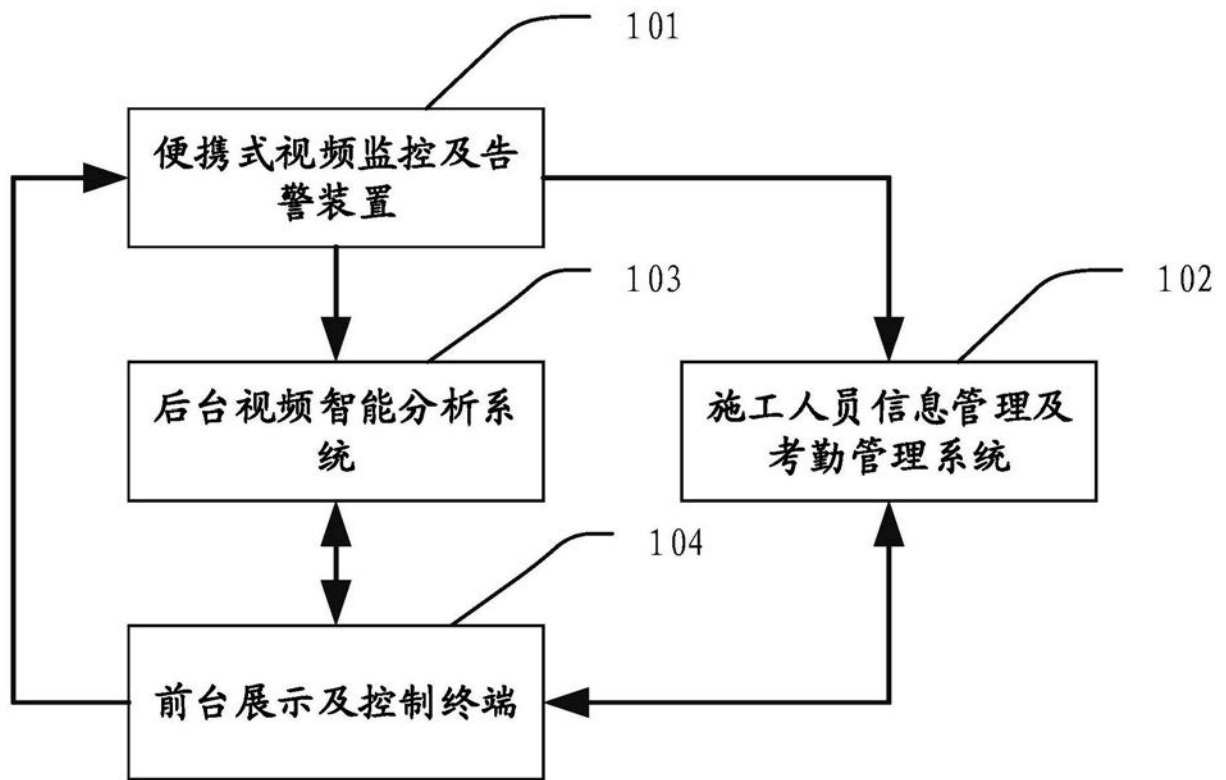 101
便携式视频监控及告
警装置
103
102
后台视频智能分析系
统
施工人员信息管理及
考勤管理系统
104
前台展示及控制终端